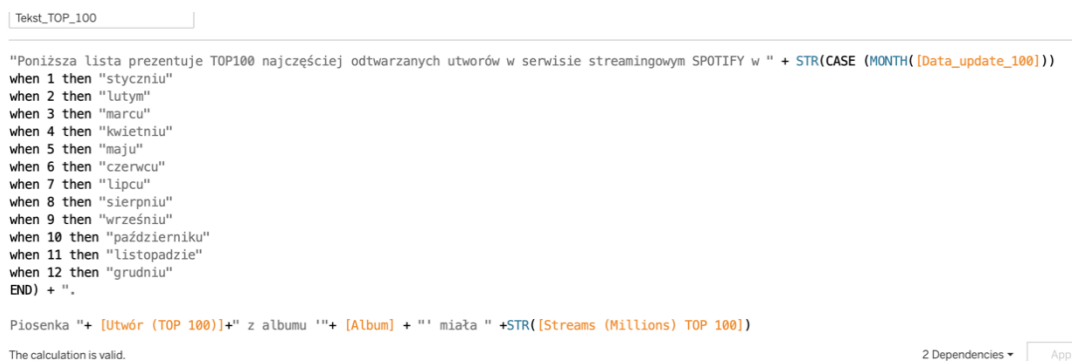 Tekst_TOP_100
"Poniższa lista prezentuje TOP100 najczęściej odtwarzanych utworów w serwisie streamingowym SPOTIFY w " + STR(CASE (MONTH([Data_update_100]))
when 1 then "styczniu"
when 2 then "lutym"
when 3 then "marcu"
when 4 then "kwietniu"
when 5 then "maju"
when 6 then "czerwcu"
when 7 then "lipcu"
when 8 then "sierpniu"
when 9 then "wrześniu"
when 10 then "październiku"
when 11 then "listopadzie"
when 12 then "grudniu"
END) + ".
Piosenka "+ [Utwór (TOP 100)]+" z albumu '"+ [Album] + "' miała " +STR([Streams (Millions) TOP 100])
The calculation is valid.
2 Dependencies
App